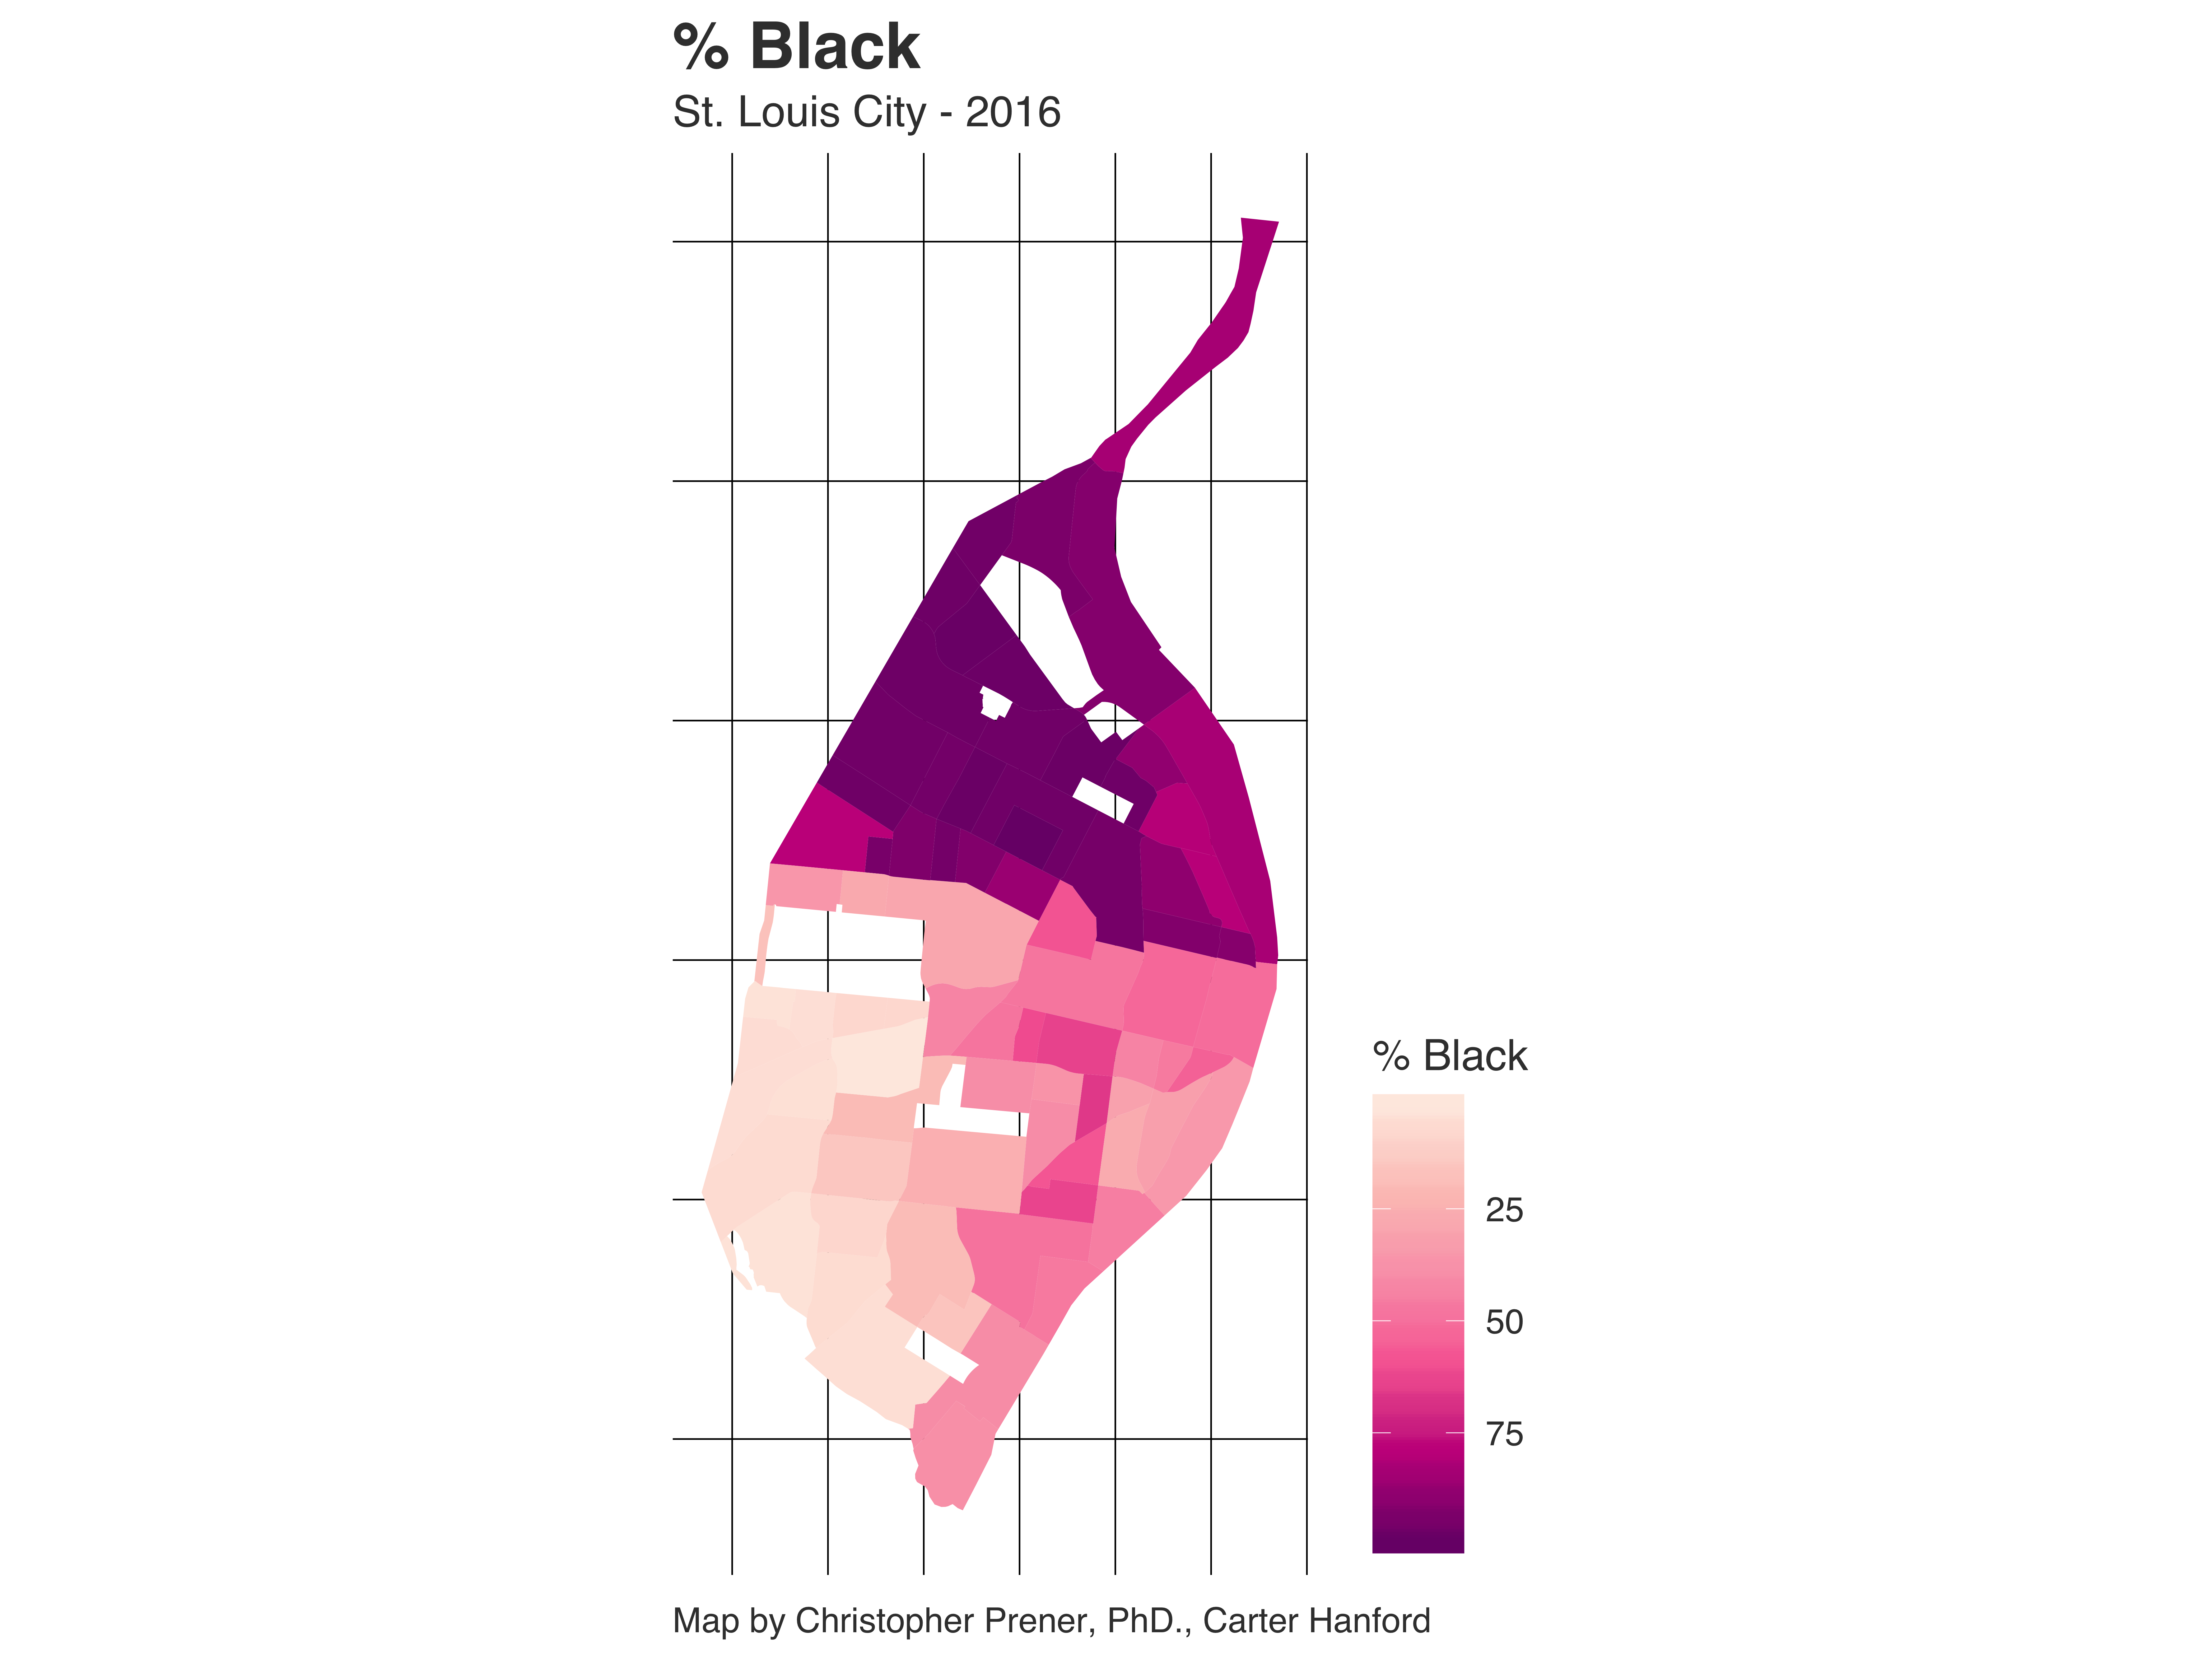 % Black
St. Louis City - 2016
% Black
25
50
75
Map by Christopher Prener, PhD., Carter Hanford